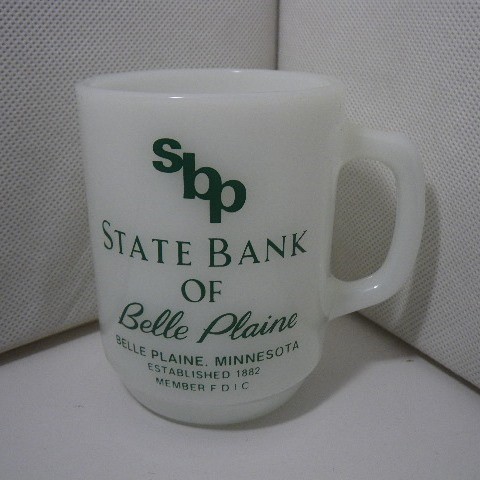 sbp
STATE BANK
OF
Belle Plaine
BELLE PLAINE, MINNESOTA
ESTABLISHED 1882
MEMBER F D I C